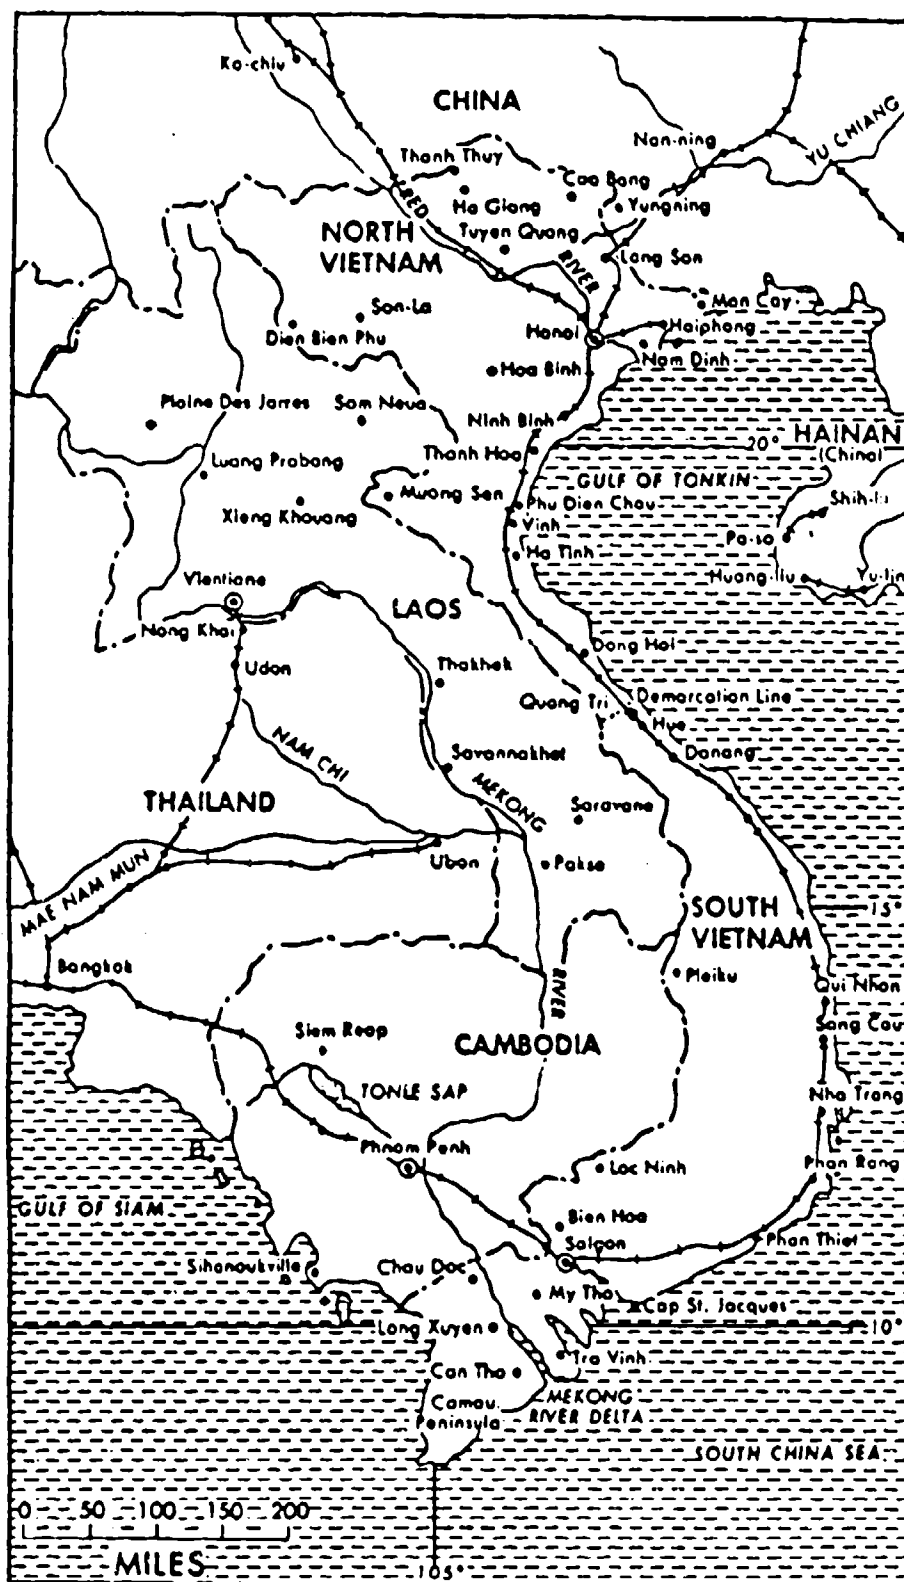 Ko-chiu
CHINA
Nan-ning
YU CHIANG
Thanh Thuy
Cao Bang
RED
Ha Giang
Yungning
NORTH
VIETNAM
Tuyen Quang
RIVER
Lang Son
Son-La
Mon Cay
Dien Bien Phu
Hanoi
Haiphong
Hoa Binh
Nam Dinh
Plaine Des Jarres
Sam Neua
Ninh Binh
20°
HAINAN
(China)
Luang Prabang
Thanh Hoa
GULF OF TONKIN
Muong Sen
Phu Dien Chau
Shih-lu
Xieng Khouang
Vinh
Pa-so
Ha Tinh
Vientiane
Huang-liu
Yu-lin
LAOS
Nong Khai
Dong Hoi
Udon
Thakhek
Quang Tri
Demarcation Line
Hue
NAM CHI
Danang
Savannakhet
THAILAND
MEKONG
Saravane
MAE NAM MUN
Ubon
Pakse
SOUTH
VIETNAM
15°
Bangkok
Pleiku
RIVER
Qui Nhon
Siem Reap
CAMBODIA
Song Cau
TONLE SAP
Nha Trang
Phnom Penh
Loc Ninh
Phan Rang
GULF OF SIAM
Bien Hoa
Saigon
Phan Thiet
Sihanoukville
Chau Doc
My Tho
Cap St. Jacques
Long Xuyen
10°
Tra Vinh
Can Tho
Camau
Peninsula
MEKONG
RIVER DELTA
SOUTH CHINA SEA
0 50 100 150 200
MILES
105°